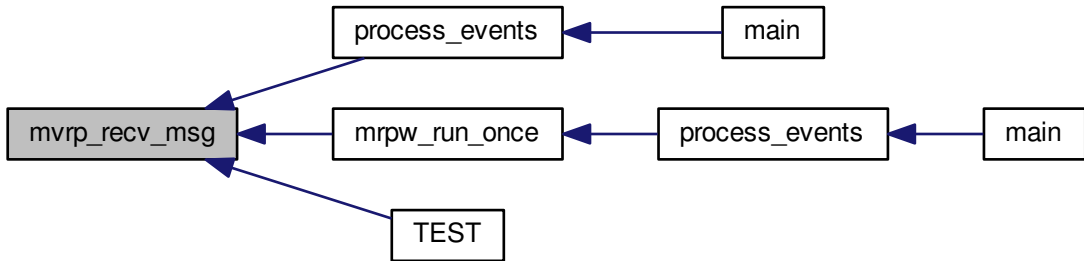 process_events
main
mvrp_recv_msg
mrpw_run_once
process_events
main
TEST